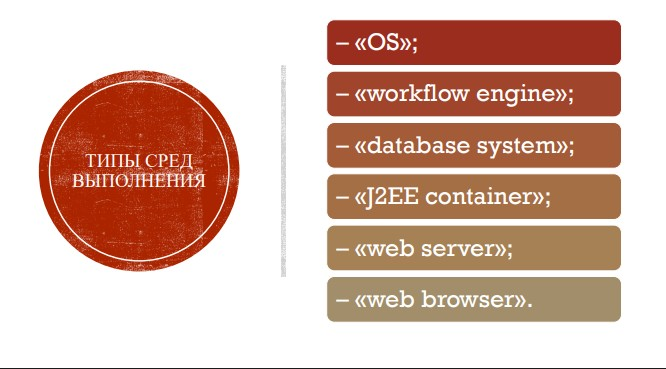 ТИПЫ СРЕД
ВЫПОЛНЕНИЯ
– «OS»;
– «workflow engine»;
– «database system»;
– «J2EE container»;
– «web server»;
– «web browser».